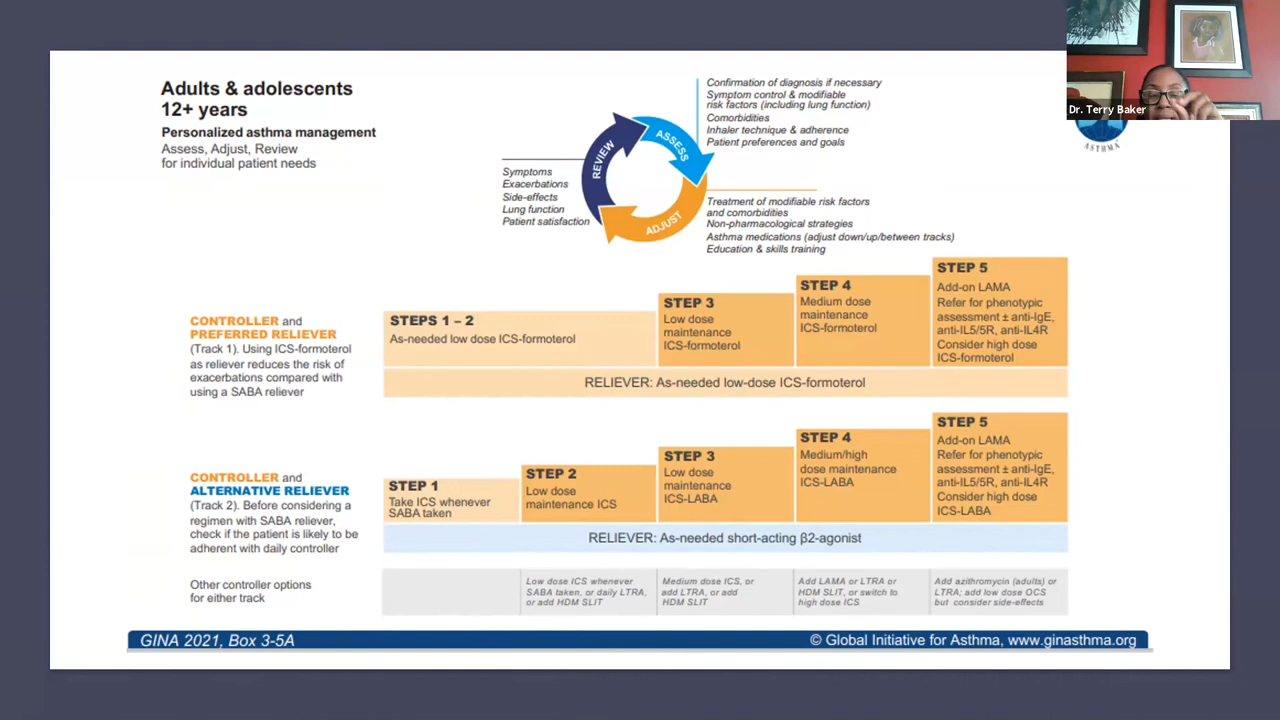 Dr. Terry Baker
ASTHMA
Adults & adolescents
12+ years
Personalized asthma management
Assess, Adjust, Review
for individual patient needs
REVIEW
ASSESS
ADJUST
Confirmation of diagnosis if necessary
Symptom control & modifiable
risk factors (including lung function)
Comorbidities
Inhaler technique & adherence
Patient preferences and goals
Symptoms
Exacerbations
Side-effects
Lung function
Patient satisfaction
Treatment of modifiable risk factors
and comorbidities
Non-pharmacological strategies
Asthma medications (adjust down/up/between tracks)
Education & skills training
CONTROLLER and
PREFERRED RELIEVER
(Track 1). Using ICS-formoterol
as reliever reduces the risk of
exacerbations compared with
using a SABA reliever
STEPS 1 – 2
As-needed low dose ICS-formoterol
STEP 3
Low dose
maintenance
ICS-formoterol
STEP 4
Medium dose
maintenance
ICS-formoterol
STEP 5
Add-on LAMA
Refer for phenotypic
assessment ± anti-IgE,
anti-IL5/5R, anti-IL4R
Consider high dose
ICS-formoterol
RELIEVER: As-needed low-dose ICS-formoterol
CONTROLLER and
ALTERNATIVE RELIEVER
(Track 2). Before considering a
regimen with SABA reliever,
check if the patient is likely to be
adherent with daily controller
STEP 1
Take ICS whenever
SABA taken
STEP 2
Low dose
maintenance ICS
STEP 3
Low dose
maintenance
ICS-LABA
STEP 4
Medium/high
dose maintenance
ICS-LABA
STEP 5
Add-on LAMA
Refer for phenotypic
assessment ± anti-IgE,
anti-IL5/5R, anti-IL4R
Consider high dose
ICS-LABA
RELIEVER: As-needed short-acting β2-agonist
Other controller options
for either track
Low dose ICS whenever
SABA taken, or daily LTRA,
or add HDM SLIT
Medium dose ICS, or
add LTRA, or add
HDM SLIT
Add LAMA or LTRA or
HDM SLIT, or switch to
high dose ICS
Add azithromycin (adults) or
LTRA; add low dose OCS
but consider side-effects
GINA 2021, Box 3-5A
© Global Initiative for Asthma, www.ginasthma.org